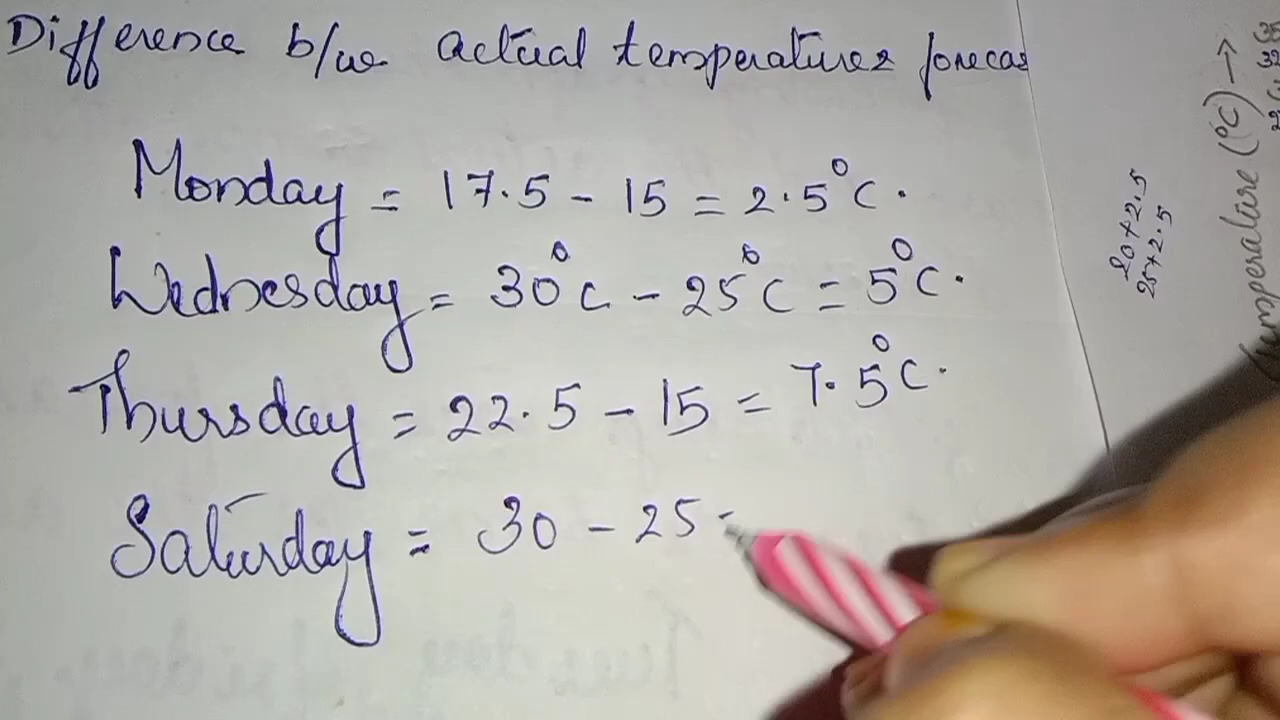 Difference b/w actual temperature & forecas
Monday = 17.5 - 15 = 2.5°C.
Wednesday = 30°C - 25°C = 5°C.
Thursday = 22.5 - 15 = 7.5°C.
Saturday = 30 - 25 =
20+2.5
25+2.5
Temperature (°C) →